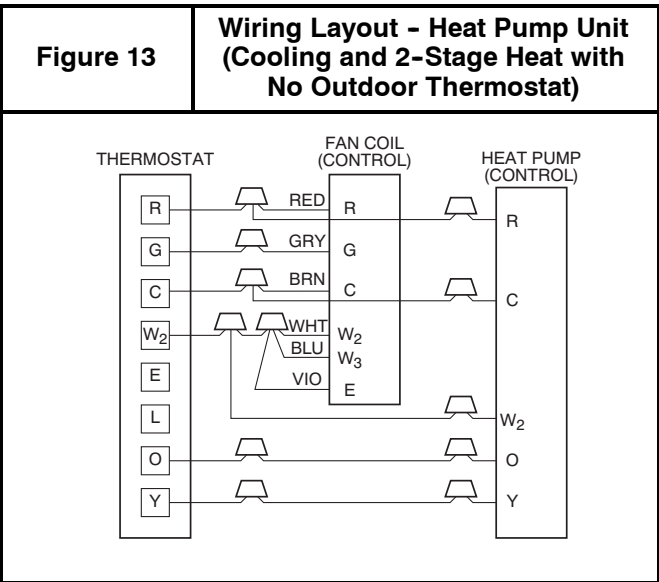 Figure 13
Wiring Layout - Heat Pump Unit
(Cooling and 2-Stage Heat with
No Outdoor Thermostat)
THERMOSTAT
FAN COIL
(CONTROL)
HEAT PUMP
(CONTROL)
R
RED
R
R
G
GRY
G
C
BRN
C
C
W2
WHT
W2
BLU
W3
E
VIO
E
L
W2
O
O
Y
Y